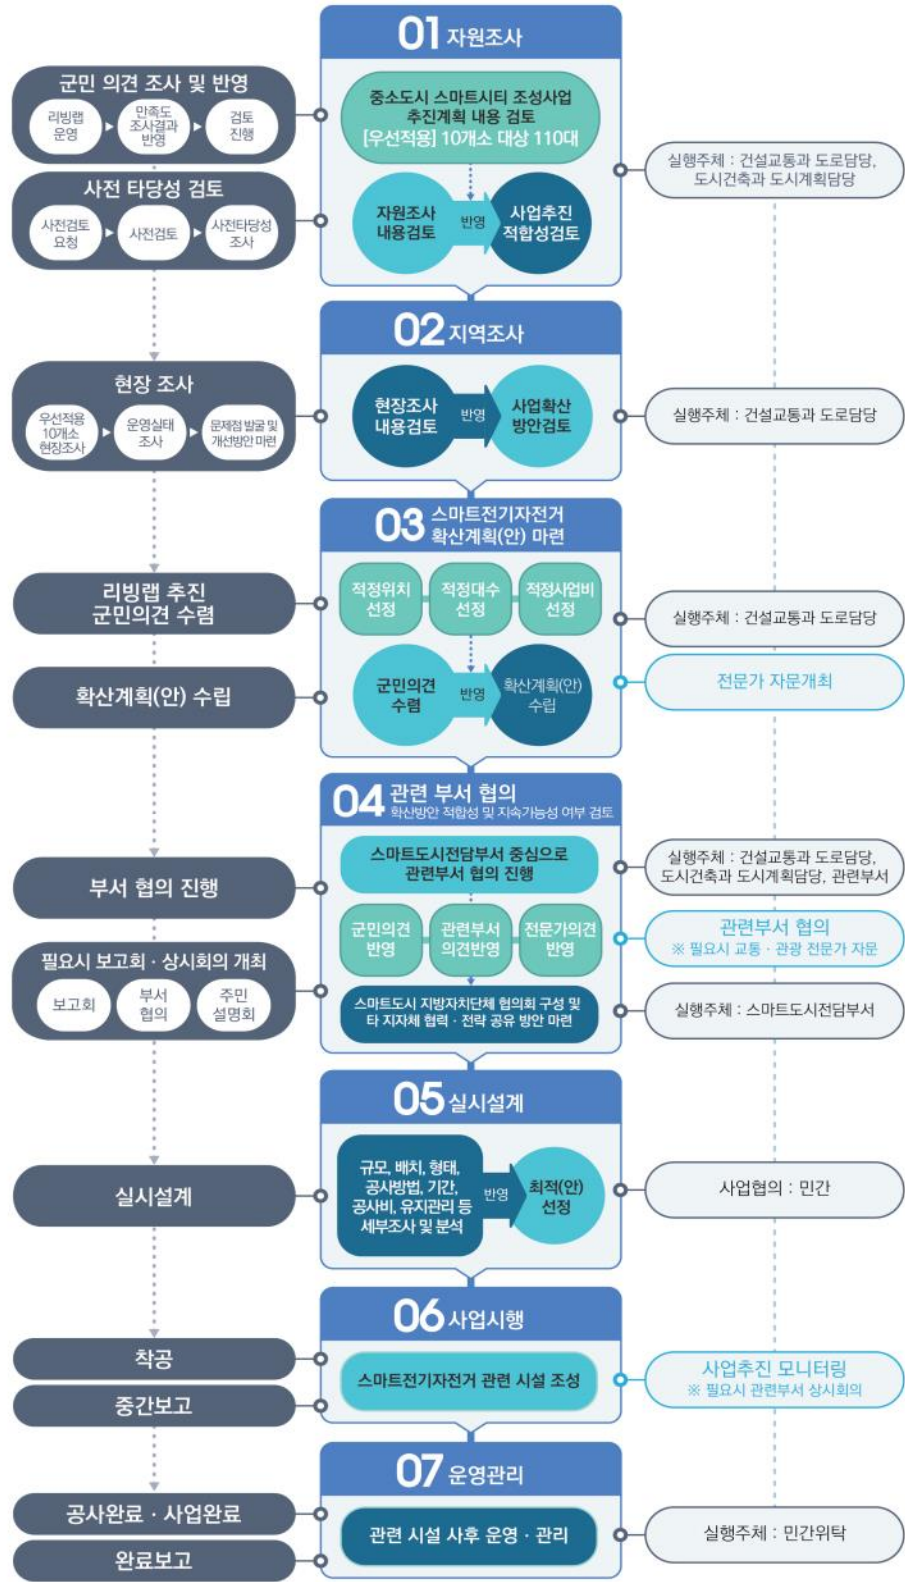 01 자원조사
군민 의견 조사 및 반영
리빙랩
운영
만족도
조사결과
반영
검토
진행
사전 타당성 검토
사전검토
요청
사전검토
사전타당성
조사
중소도시 스마트시티 조성사업
추진계획 내용 검토
[우선적용] 10개소 대상 110대
자원조사
내용검토
반영
사업추진
적합성검토
실행주체 : 건설교통과 도로담당,
도시건축과 도시계획담당
02 지역조사
현장 조사
우선적용
10개소
현장조사
운영실태
조사
문제점 발굴 및
개선방안 마련
현장조사
내용검토
반영
사업확산
방안검토
실행주체 : 건설교통과 도로담당
03 스마트전기자전거
확산계획(안) 마련
리빙랩 추진
군민의견 수렴
확산계획(안) 수립
적정위치
선정
적정대수
선정
적정사업비
선정
군민의견
수렴
반영
확산계획(안)
수립
실행주체 : 건설교통과 도로담당
전문가 자문개최
04 관련 부서 협의
확산방안 적합성 및 지속가능성 여부 검토
부서 협의 진행
필요시 보고회 · 상시회의 개최
보고회
부서
협의
주민
설명회
스마트도시전담부서 중심으로
관련부서 협의 진행
군민의견
반영
관련부서
의견반영
전문가의견
반영
스마트도시 지방자치단체 협의회 구성 및
타 지자체 협력 · 전략 공유 방안 마련
실행주체 : 건설교통과 도로담당,
도시건축과 도시계획담당, 관련부서
관련부서 협의
※ 필요시 교통 · 관광 전문가 자문
실행주체 : 스마트도시전담부서
05 실시설계
실시설계
규모, 배치, 형태,
공사방법, 기간,
공사비, 유지관리 등
세부조사 및 분석
반영
최적(안)
선정
사업협의 : 민간
06 사업시행
착공
중간보고
스마트전기자전거 관련 시설 조성
사업추진 모니터링
※ 필요시 관련부서 상시회의
07 운영관리
공사완료 · 사업완료
완료보고
관련 시설 사후 운영 · 관리
실행주체 : 민간위탁